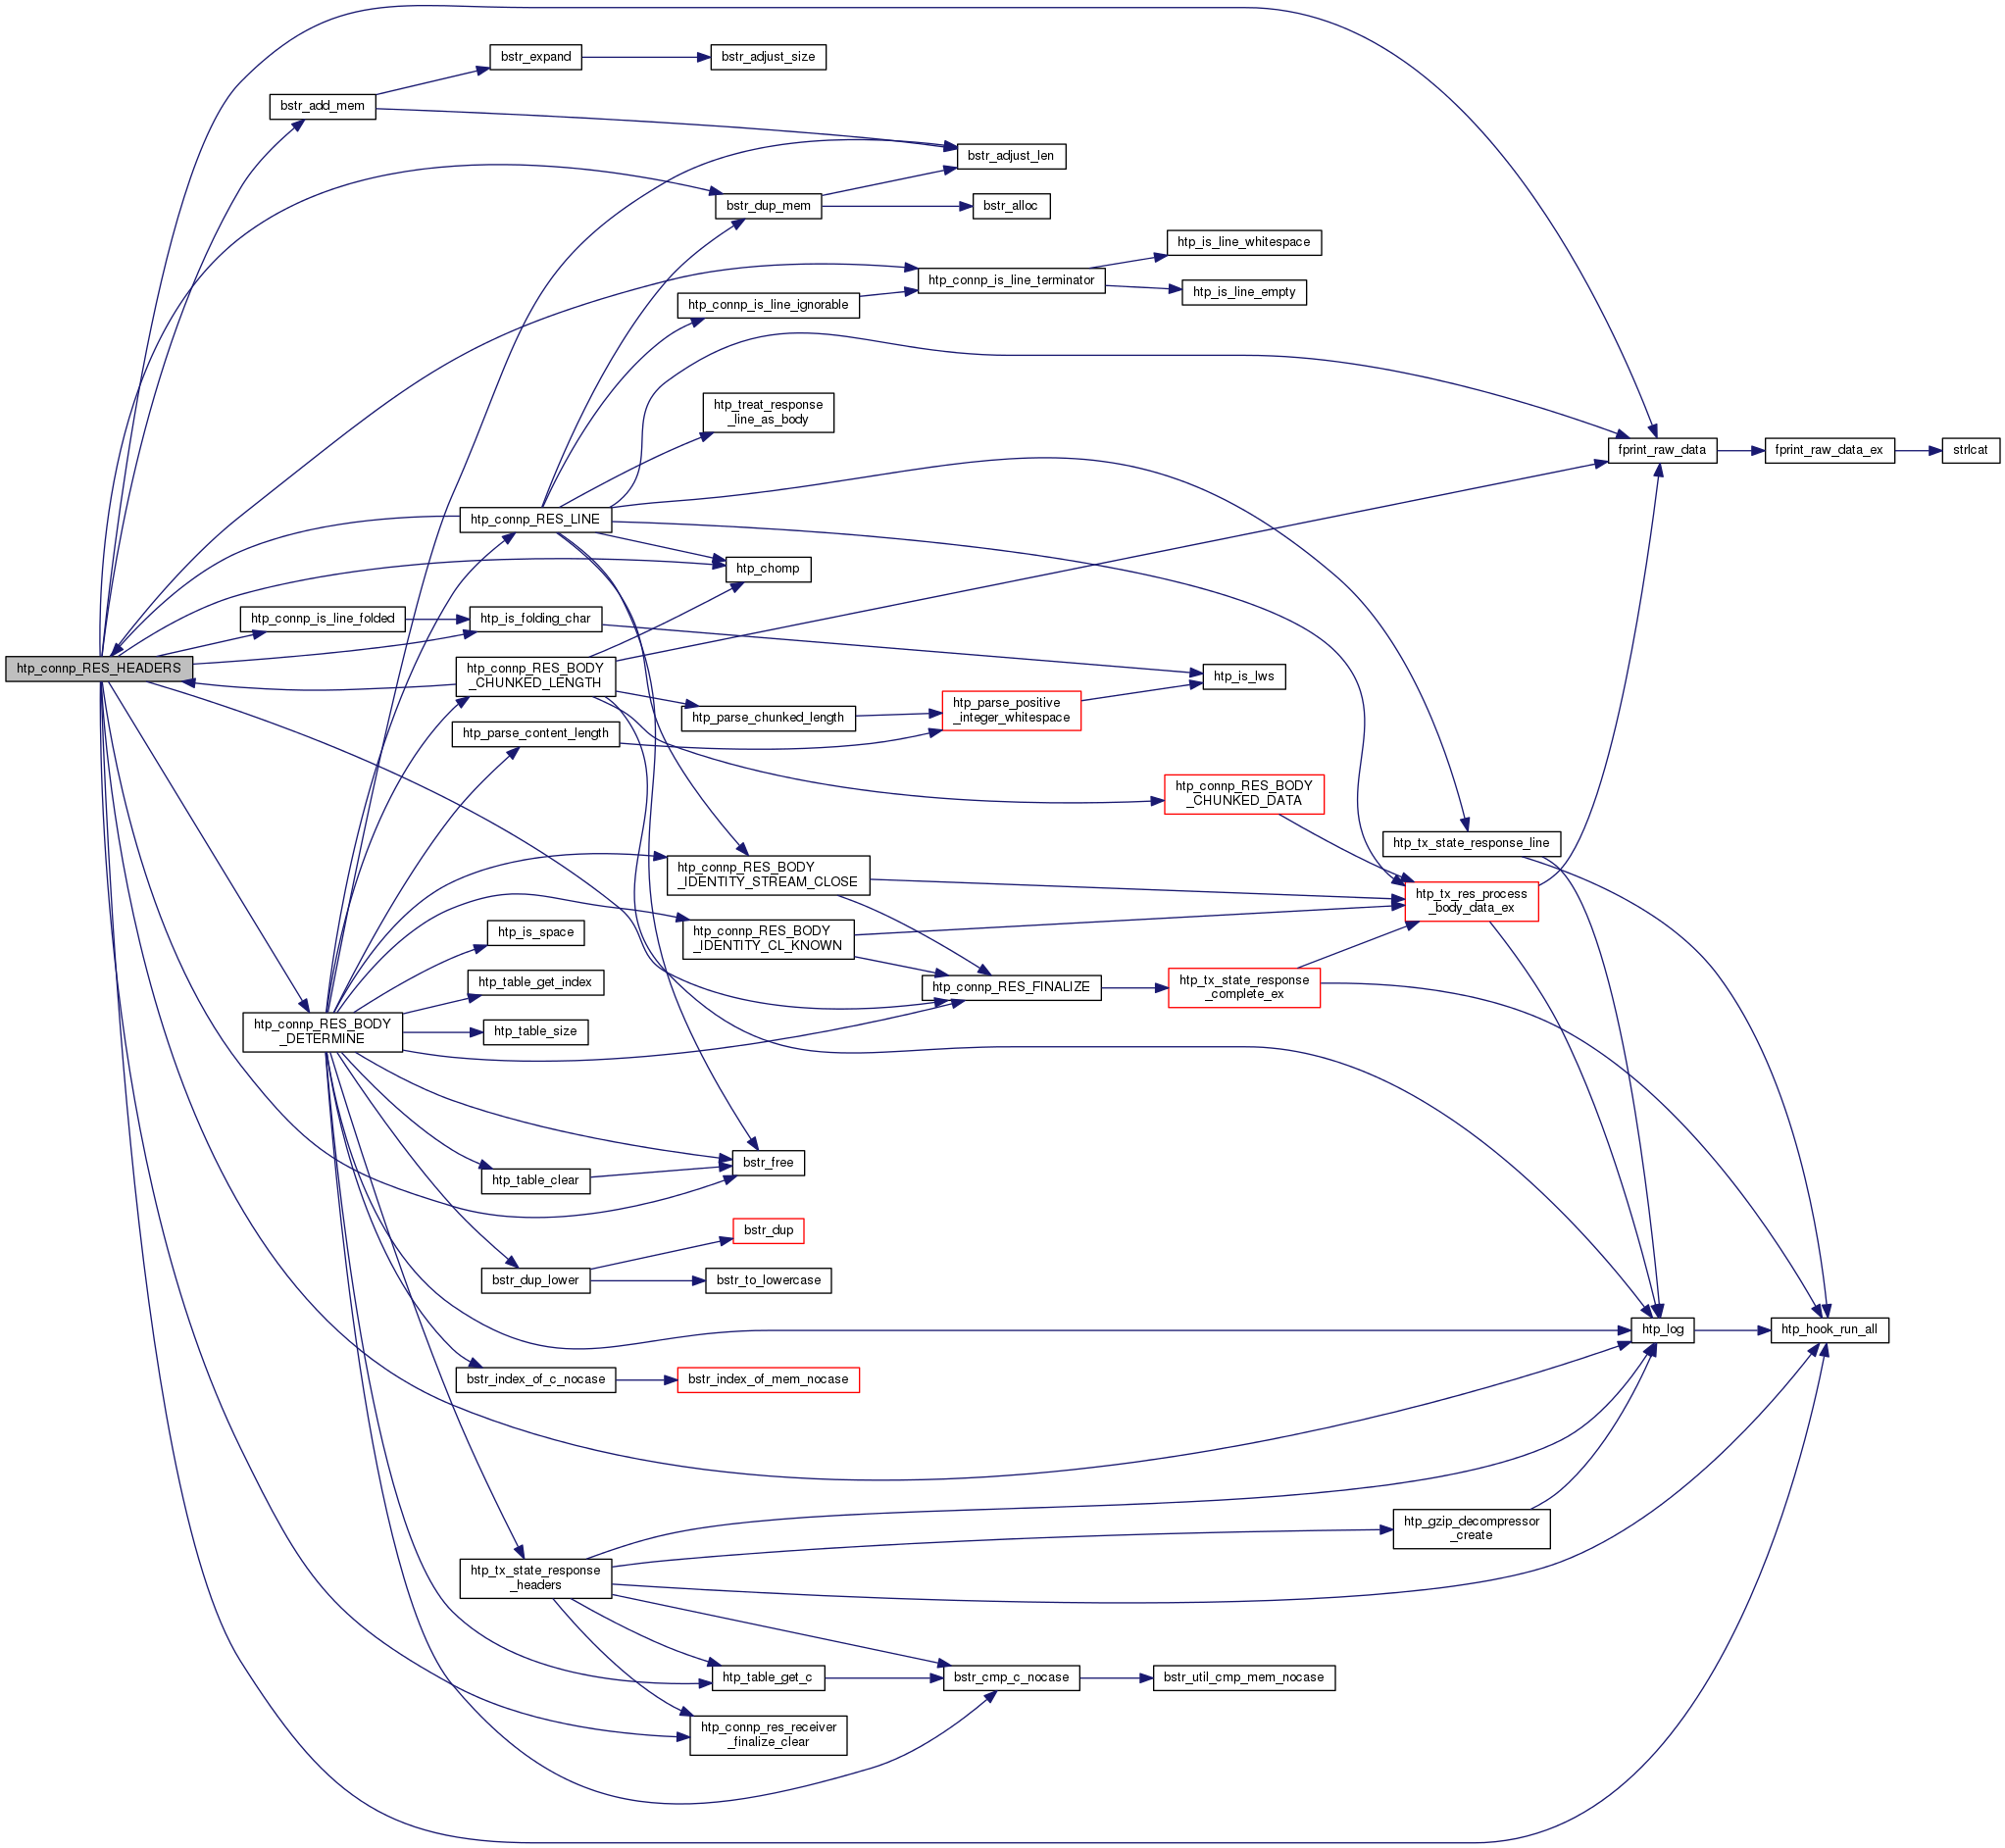 bstr_expand
bstr_adjust_size
bstr_add_mem
bstr_adjust_len
bstr_dup_mem
bstr_alloc
htp_is_line_whitespace
htp_connp_is_line_terminator
htp_is_line_empty
htp_connp_is_line_ignorable
htp_treat_response
_line_as_body
fprint_raw_data
fprint_raw_data_ex
strlcat
htp_connp_RES_LINE
htp_chomp
htp_connp_is_line_folded
htp_is_folding_char
htp_connp_RES_HEADERS
htp_connp_RES_BODY
_CHUNKED_LENGTH
htp_is_lws
htp_parse_chunked_length
htp_parse_positive
_integer_whitespace
htp_parse_content_length
htp_connp_RES_BODY
_CHUNKED_DATA
htp_tx_state_response_line
htp_connp_RES_BODY
_IDENTITY_STREAM_CLOSE
htp_tx_res_process
_body_data_ex
htp_is_space
htp_connp_RES_BODY
_IDENTITY_CL_KNOWN
htp_table_get_index
htp_connp_RES_FINALIZE
htp_tx_state_response
_complete_ex
htp_connp_RES_BODY
_DETERMINE
htp_table_size
bstr_free
htp_table_clear
bstr_dup
bstr_dup_lower
bstr_to_lowercase
htp_log
htp_hook_run_all
bstr_index_of_c_nocase
bstr_index_of_mem_nocase
htp_gzip_decompressor
_create
htp_tx_state_response
_headers
htp_table_get_c
bstr_cmp_c_nocase
bstr_util_cmp_mem_nocase
htp_connp_res_receiver
_finalize_clear